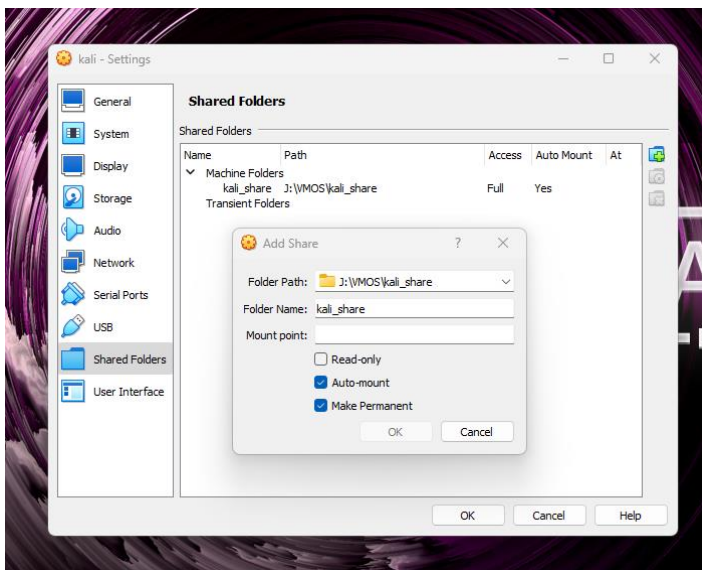 kali - Settings
General
System
Display
Storage
Audio
Network
Serial Ports
USB
Shared Folders
User Interface
Shared Folders
Shared Folders
Name Path Access Auto Mount At
Machine Folders
kali_share J:\VMOS\kali_share Full Yes
Transient Folders
Add Share ?
Folder Path: J:\VMOS\kali_share
Folder Name: kali_share
Mount point:
Read-only
Auto-mount
Make Permanent
OK Cancel
OK Cancel Help